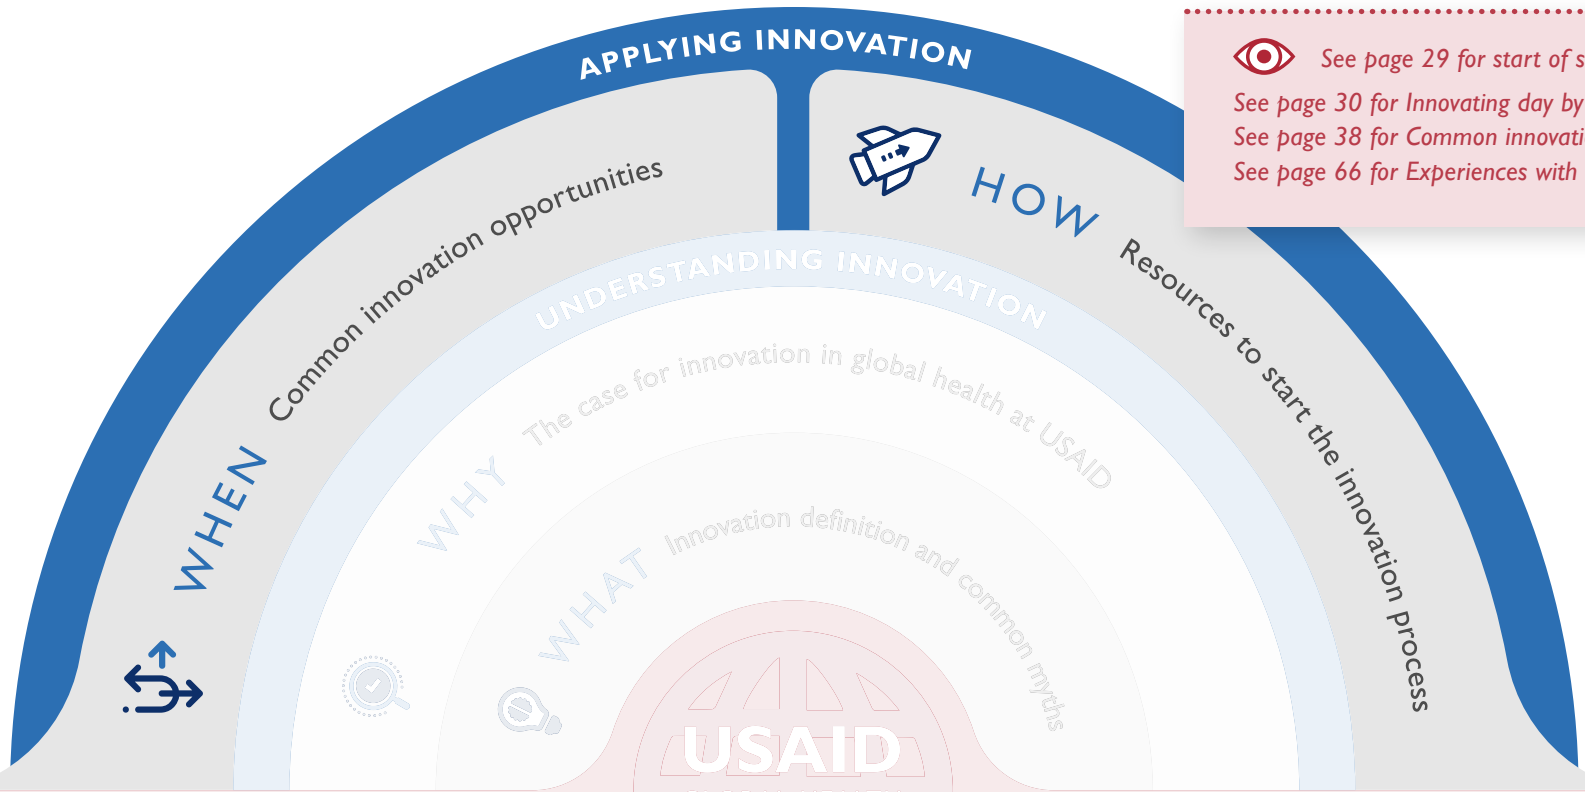 APPLYING INNOVATION
See page 29 for start of s
See page 30 for Innovating day by
See page 38 for Common innovati
See page 66 for Experiences with
WHEN Common innovation opportunities
HOW Resources to start the innovation process
UNDERSTANDING INNOVATION
WHY The case for innovation in global health at USAID
WHAT Innovation definition and common myths
USAID